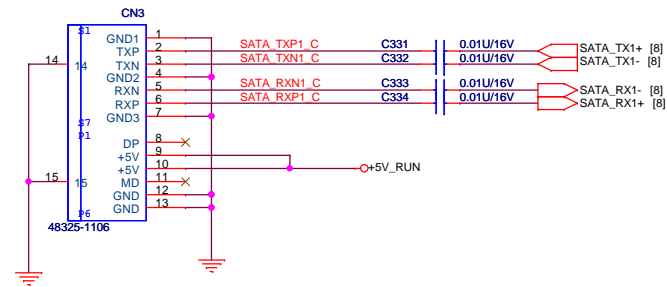 CN3
S1
GND1 1
TXP 2 SATA_TXP1_C C331 0.01U/16V SATA_TX1+ [8]
14 14 TXN 3 SATA_TXN1_C C332 0.01U/16V SATA_TX1- [8]
GND2 4
RXN 5 SATA_RXN1_C C333 0.01U/16V SATA_RX1- [8]
RXP 6 SATA_RXP1_C C334 0.01U/16V SATA_RX1+ [8]
GND3 7
S7
P1
DP 8
+5V 9
+5V 10 +5V_RUN
15 15 MD 11
GND 12
P6 GND 13
48325-1106